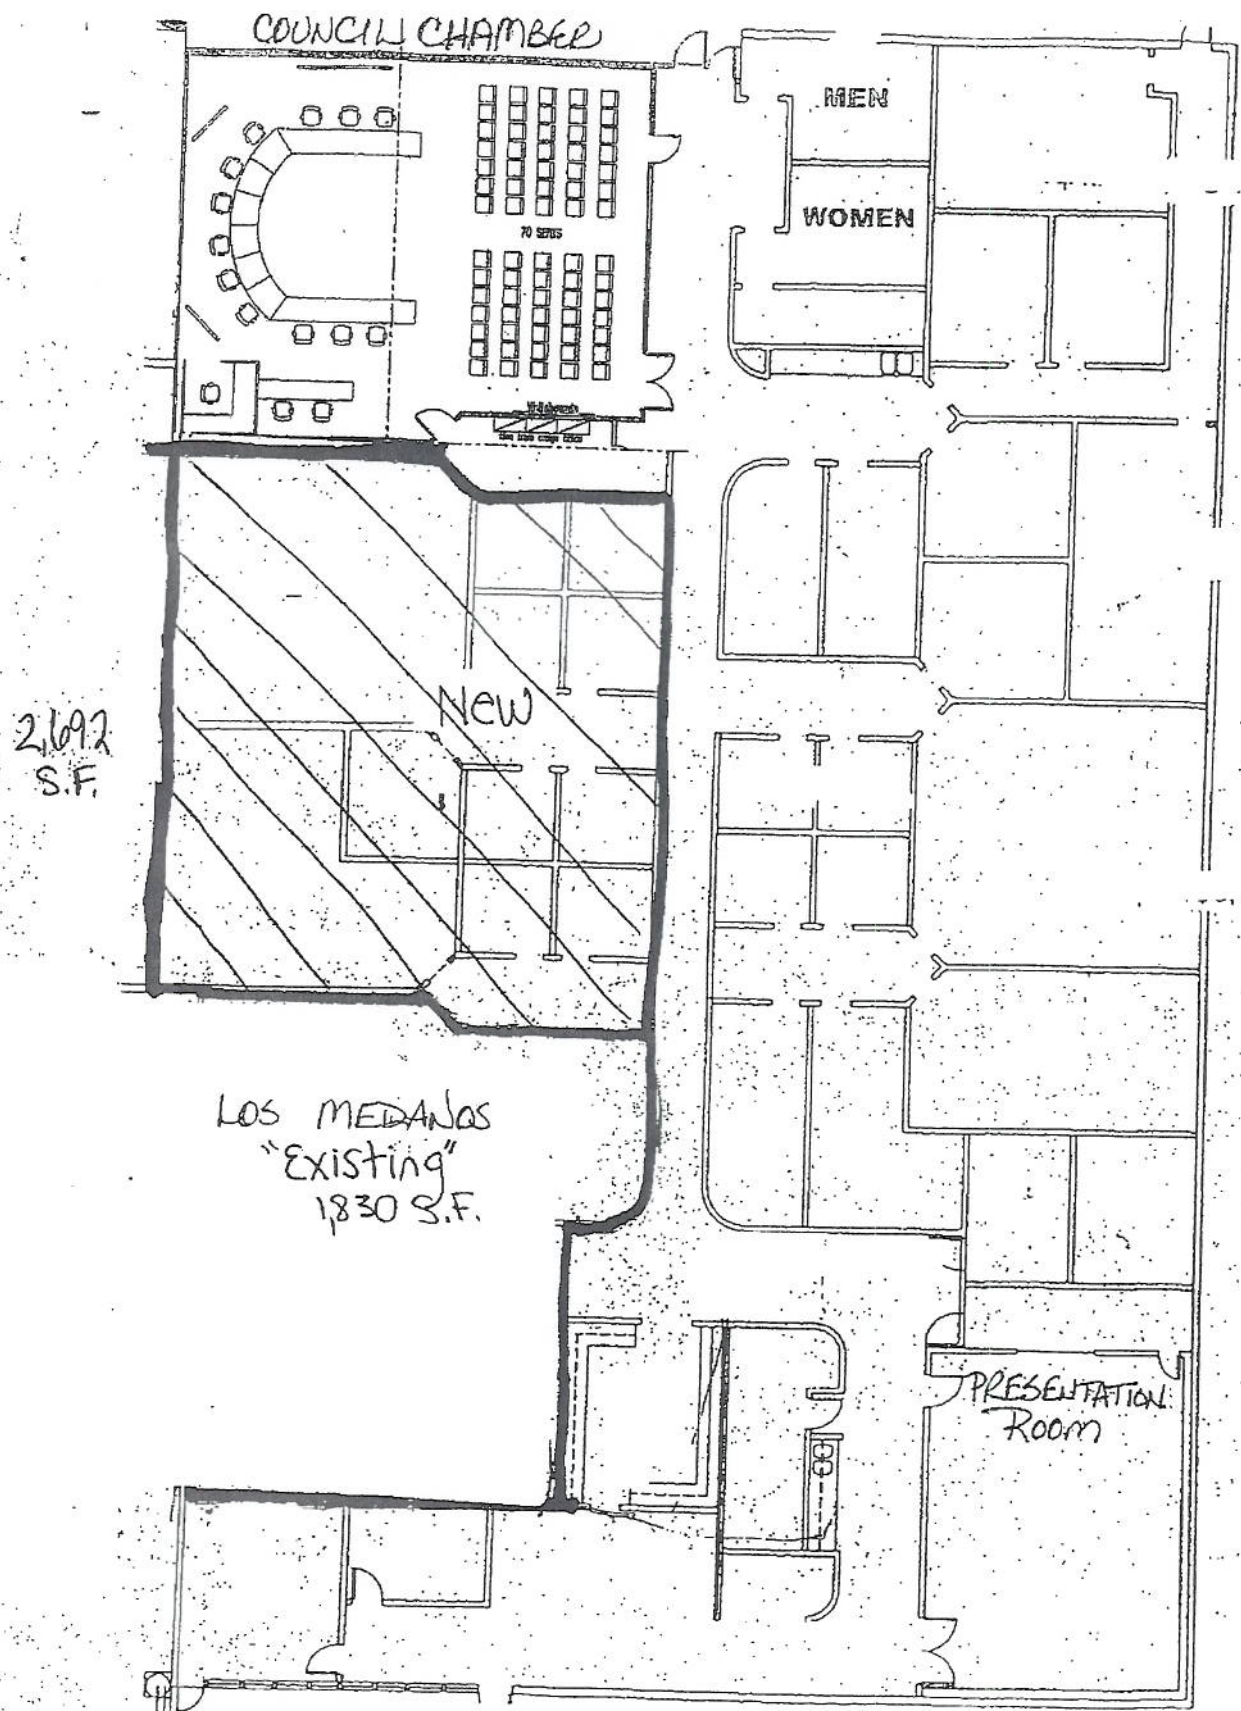 COUNCIL CHAMBER
MEN
WOMEN
70 SEATS
NEW
2,692
S.F.
LOS MEDANOS
"Existing"
1,830 S.F.
PRESENTATION
ROOM